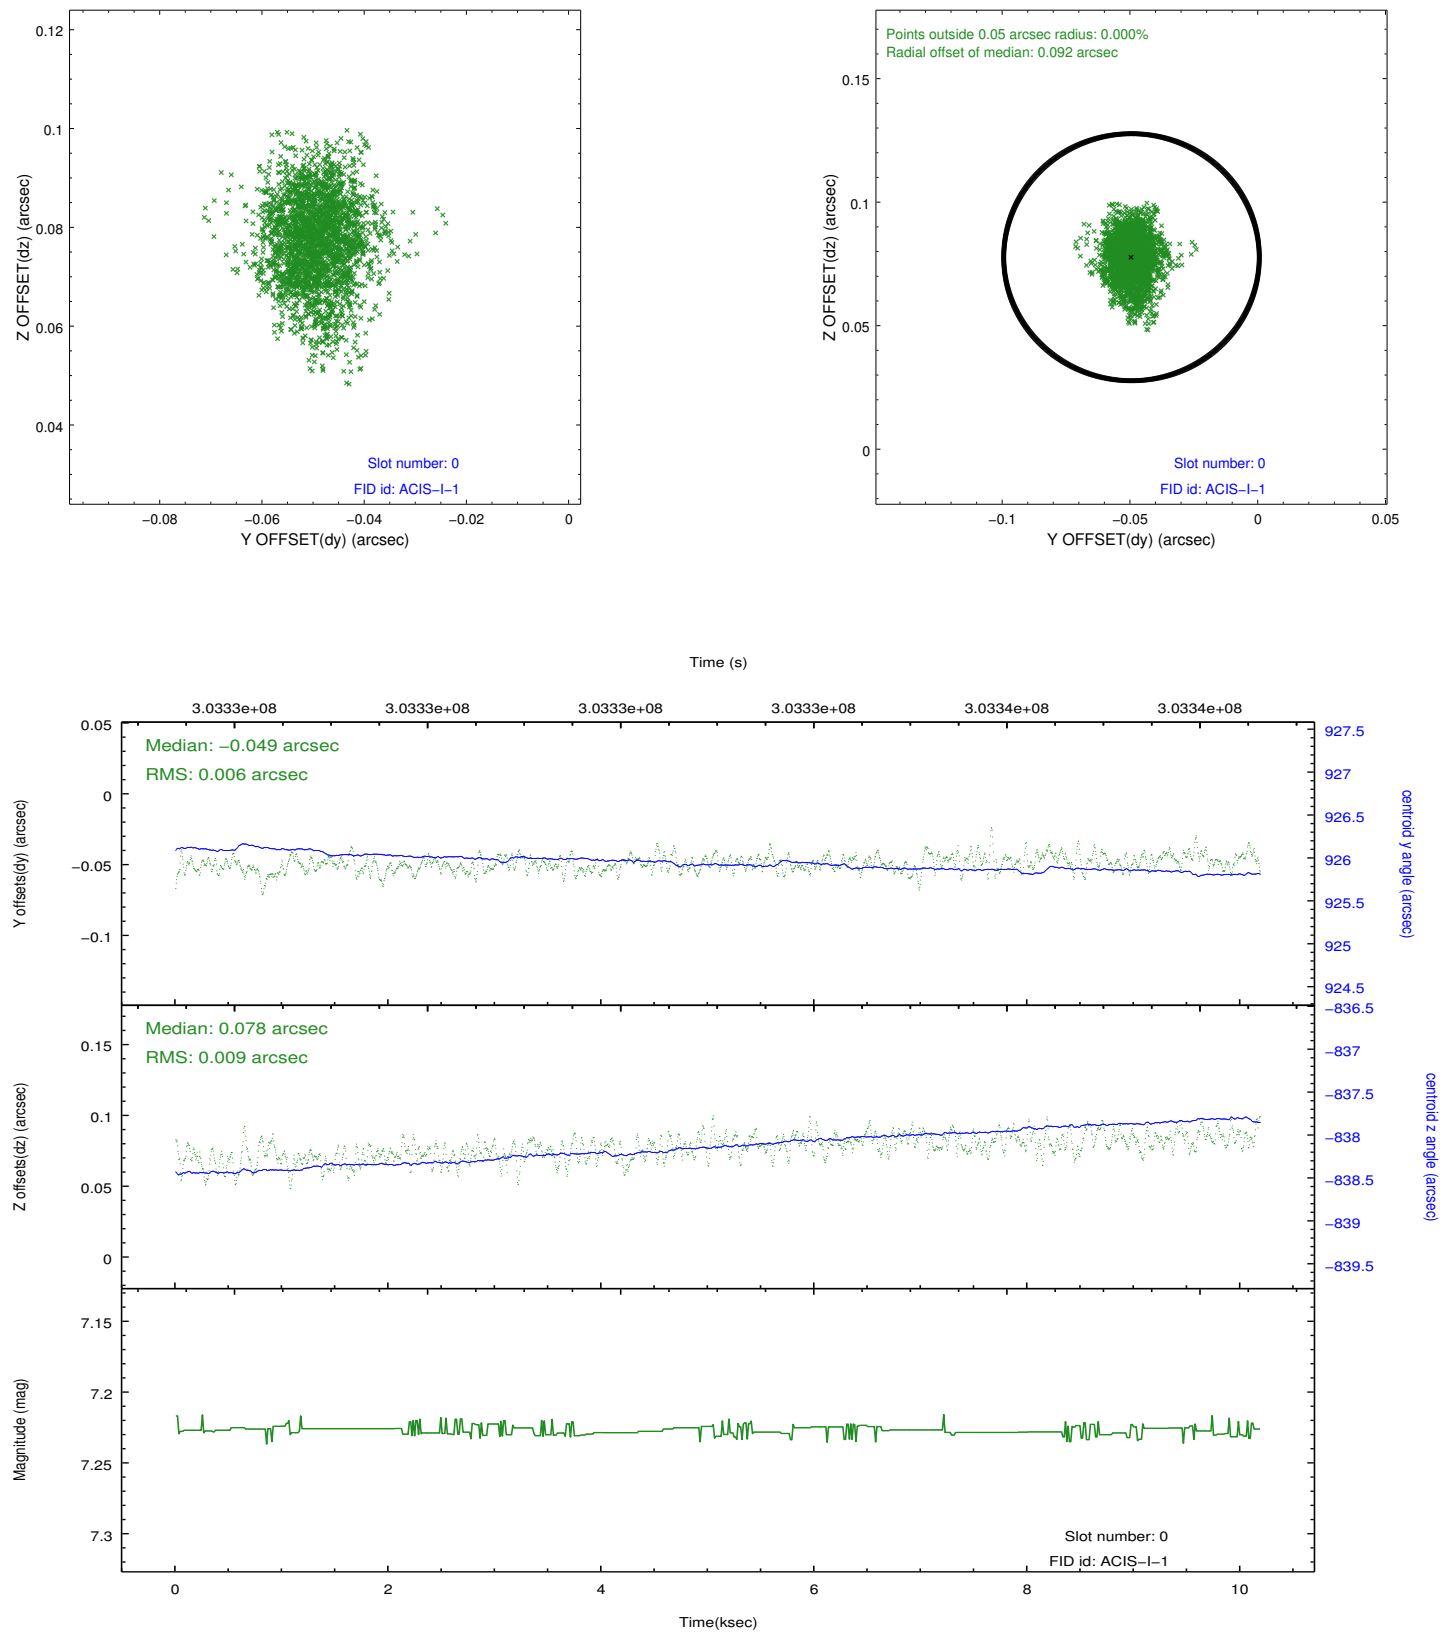 0.12
0.1
0.08
0.06
0.04
Z OFFSET(dz) (arcsec)
Slot number: 0
FID id: ACIS−I−1
−0.08
−0.06
−0.04
−0.02
0
Y OFFSET(dy) (arcsec)
Points outside 0.05 arcsec radius: 0.000%
Radial offset of median: 0.092 arcsec
0.15
0.1
0.05
0
Z OFFSET(dz) (arcsec)
Slot number: 0
FID id: ACIS−I−1
−0.1
−0.05
0
0.05
Y OFFSET(dy) (arcsec)
Time (s)
3.0333e+08
3.0333e+08
3.0333e+08
3.0333e+08
3.0334e+08
3.0334e+08
Median: −0.049 arcsec
RMS: 0.006 arcsec
0.05
0
−0.05
−0.1
Y offsets(dy) (arcsec)
927.5
927
926.5
926
925.5
925
924.5
centroid y angle (arcsec)
Median: 0.078 arcsec
RMS: 0.009 arcsec
0.15
0.1
0.05
0
Z offsets(dz) (arcsec)
−836.5
−837
−837.5
−838
−838.5
−839
−839.5
centroid z angle (arcsec)
7.15
7.2
7.25
7.3
Magnitude (mag)
Slot number: 0
FID id: ACIS−I−1
0
2
4
6
8
10
Time(ksec)